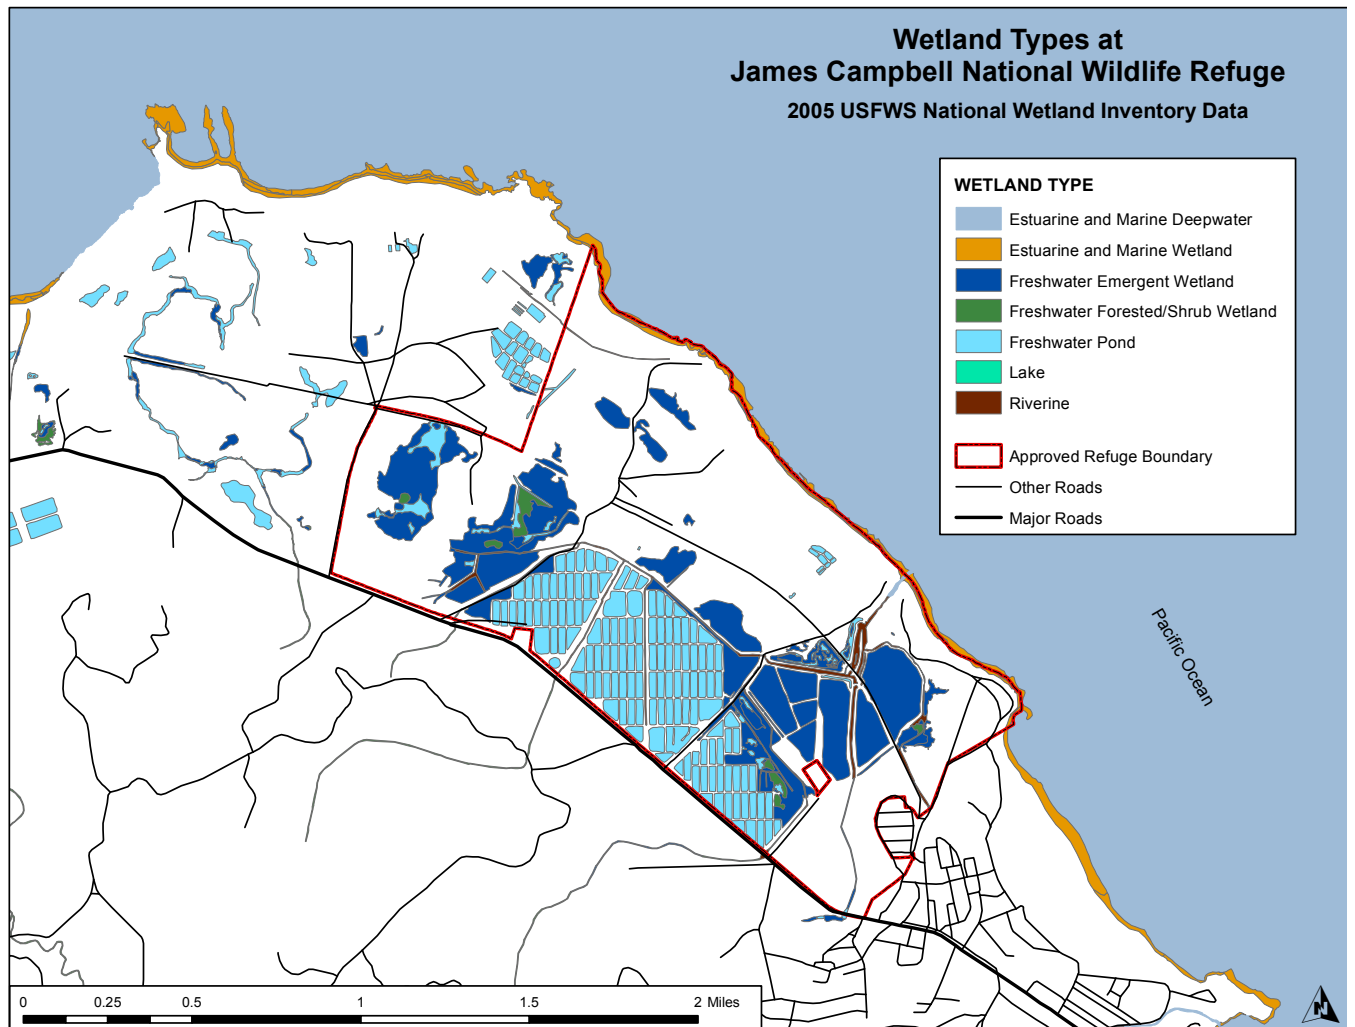 Wetland Types at
James Campbell National Wildlife Refuge
2005 USFWS National Wetland Inventory Data
WETLAND TYPE
Estuarine and Marine Deepwater
Estuarine and Marine Wetland
Freshwater Emergent Wetland
Freshwater Forested/Shrub Wetland
Freshwater Pond
Lake
Riverine
Approved Refuge Boundary
Other Roads
Major Roads
Pacific Ocean
0 0.25 0.5 1 1.5 2 Miles
N